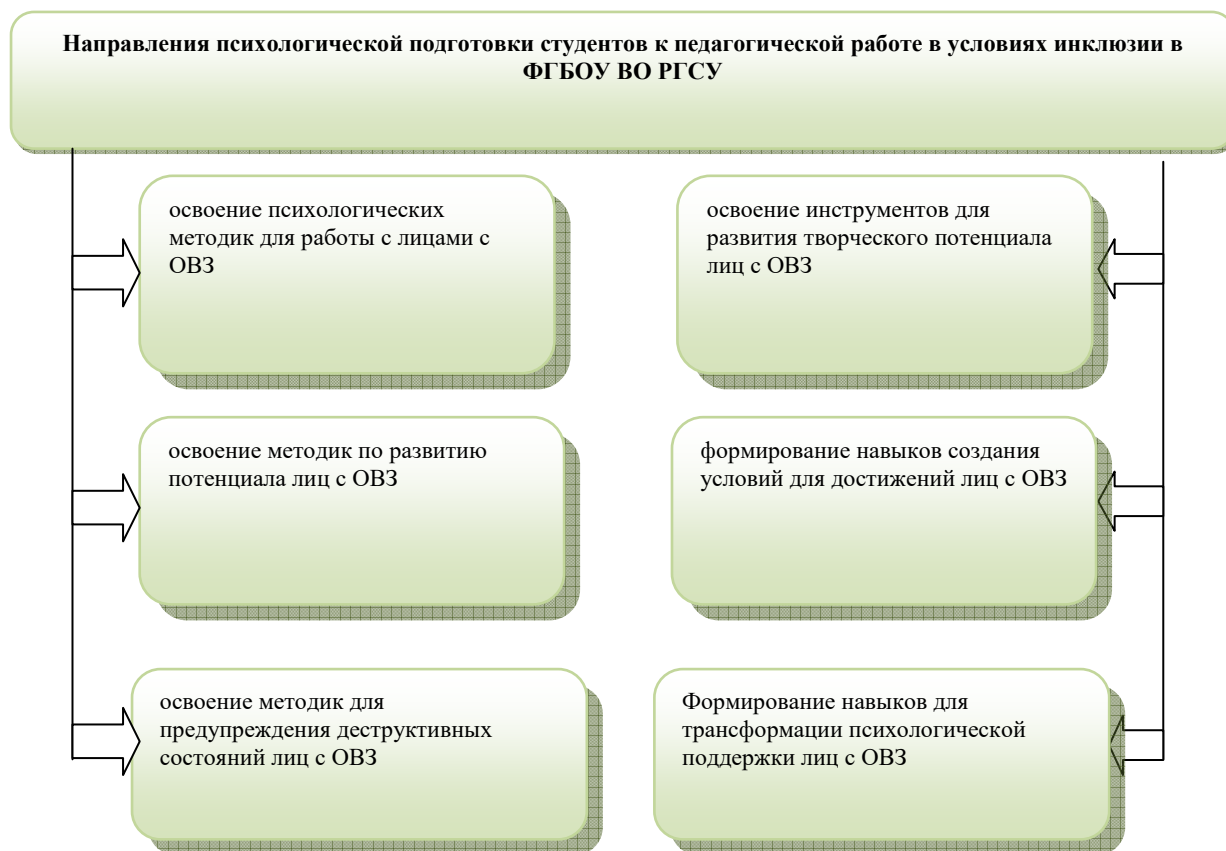 Направления психологической подготовки студентов к педагогической работе в условиях инклюзии в
ФГБОУ ВО РГСУ
освоение психологических
методик для работы с лицами с
ОВЗ
освоение инструментов для
развития творческого потенциала
лиц с ОВЗ
освоение методик по развитию
потенциала лиц с ОВЗ
формирование навыков создания
условий для достижений лиц с ОВЗ
освоение методик для
предупреждения деструктивных
состояний лиц с ОВЗ
Формирование навыков для
трансформации психологической
поддержки лиц с ОВЗ